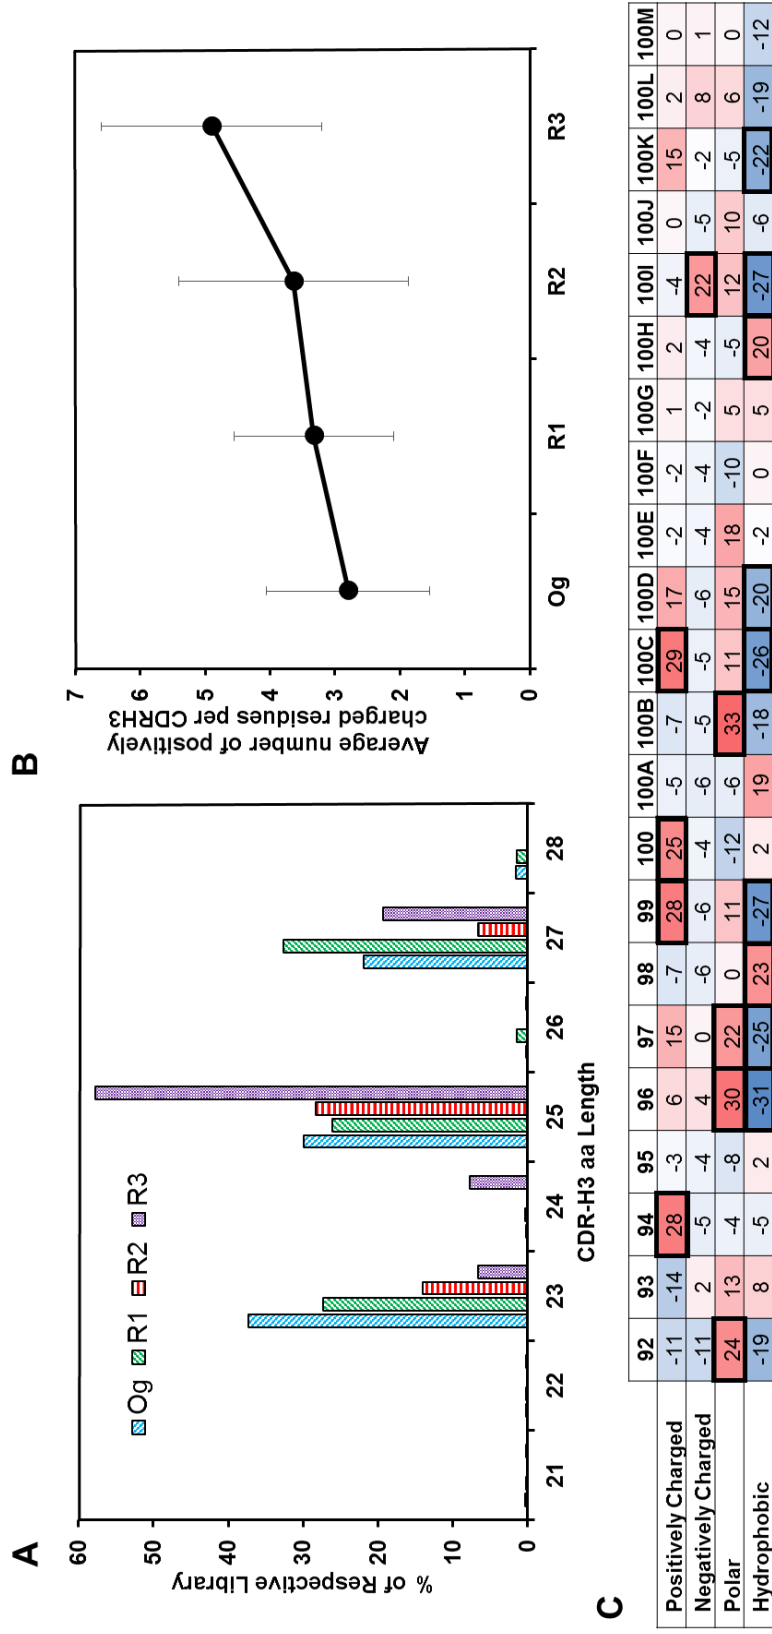 A
% of Respective Library
60
50
40
30
20
10
0
Og R1 R2 R3
21 22 23 24 25 26 27 28
CDR-H3 aa Length
B
Average number of positively
charged residues per CDRH3
7
6
5
4
3
2
1
0
Og R1 R2 R3
C
92 93 94 95 96 97 98 99 100 100A 100B 100C 100D 100E 100F 100G 100H 100I 100J 100K 100L 100M
Positively Charged -11 -14 28 -3 6 15 -7 28 25 -5 -7 29 17 -2 -2 1 2 -4 0 15 2 0
Negatively Charged -11 2 -5 -4 4 0 -6 -6 -4 -6 -5 -5 -6 -4 -4 -2 -4 22 -5 -2 8 1
Polar 24 13 -4 -8 30 22 0 11 -12 -6 33 11 15 18 -10 5 -5 12 10 -5 6 0
Hydrophobic -19 8 -5 2 -31 -25 23 -27 2 19 -18 -26 -20 -2 0 5 20 -27 -6 -22 -19 -12